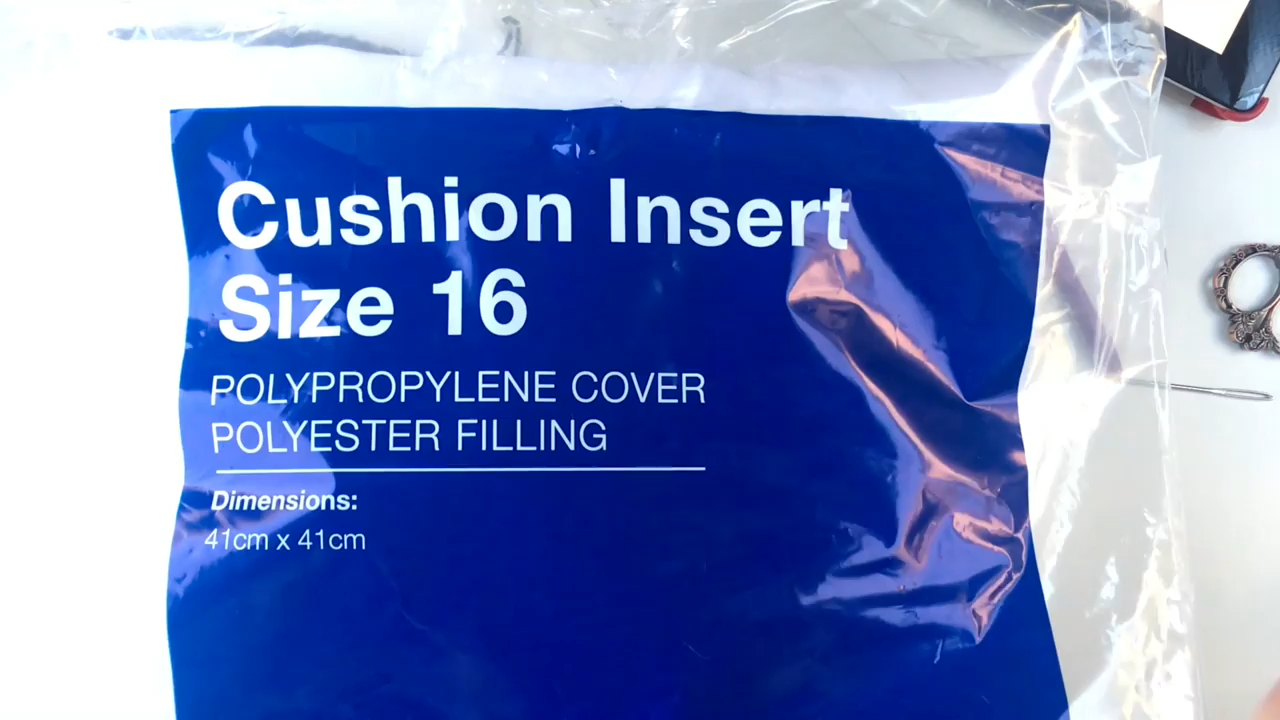 Cushion Insert
Size 16
POLYPROPYLENE COVER
POLYESTER FILLING
Dimensions:
41cm x 41cm